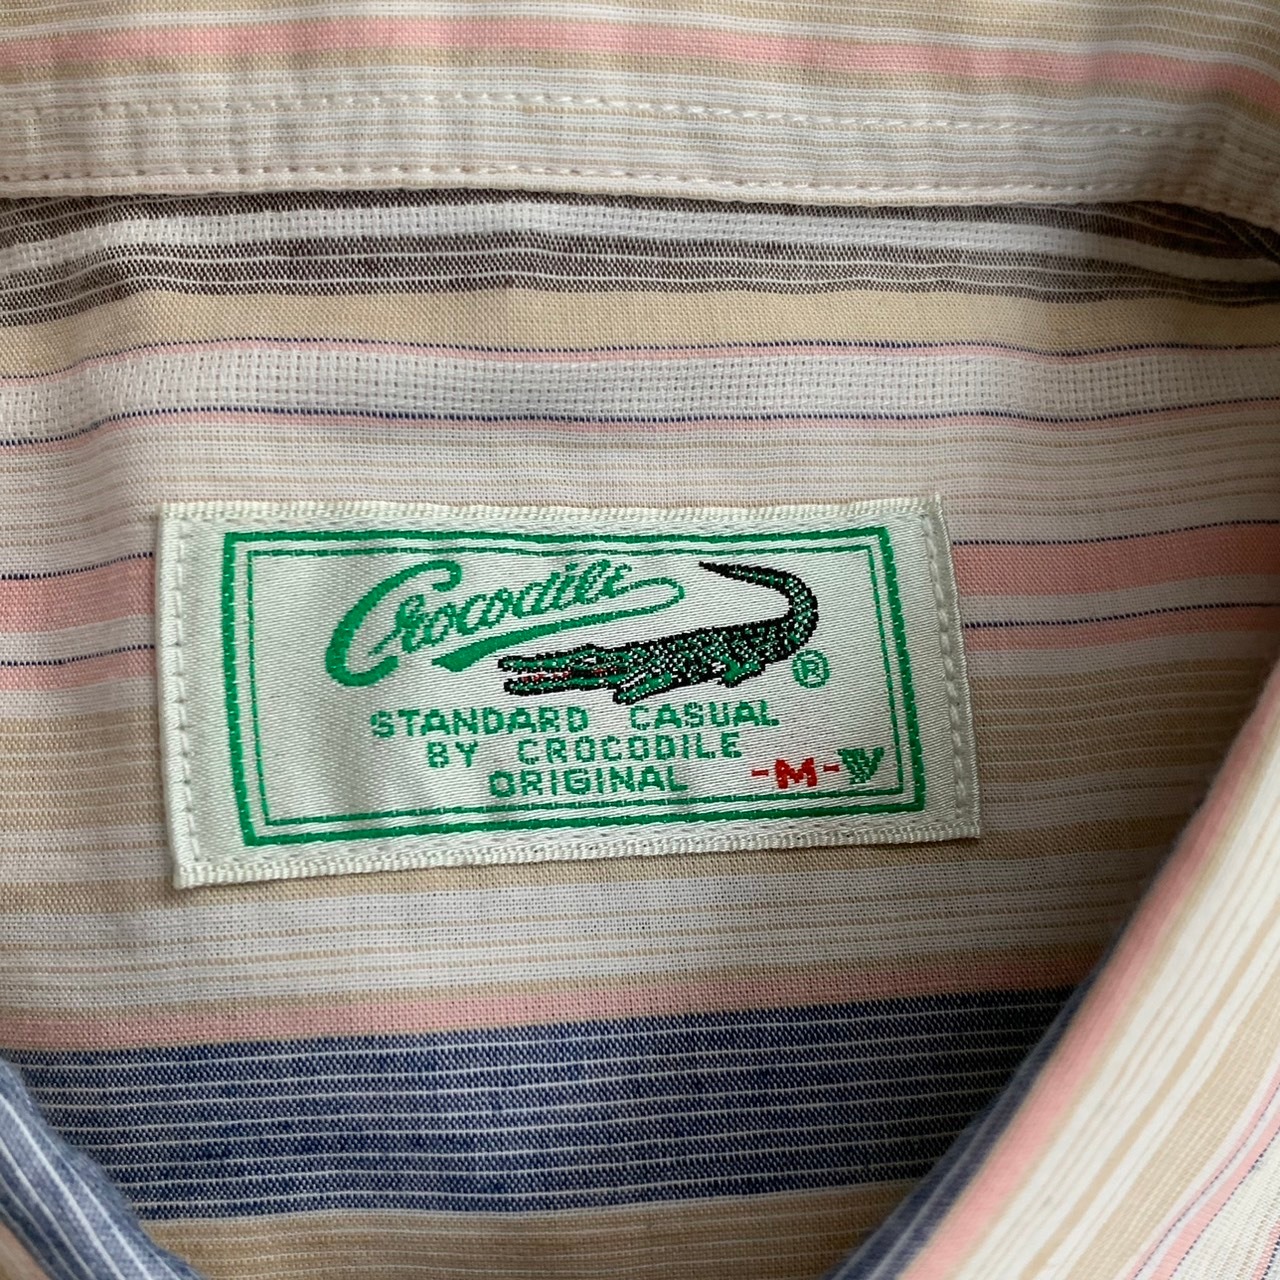 Crocodile ®
STANDARD CASUAL
BY CROCODILE
ORIGINAL -M-